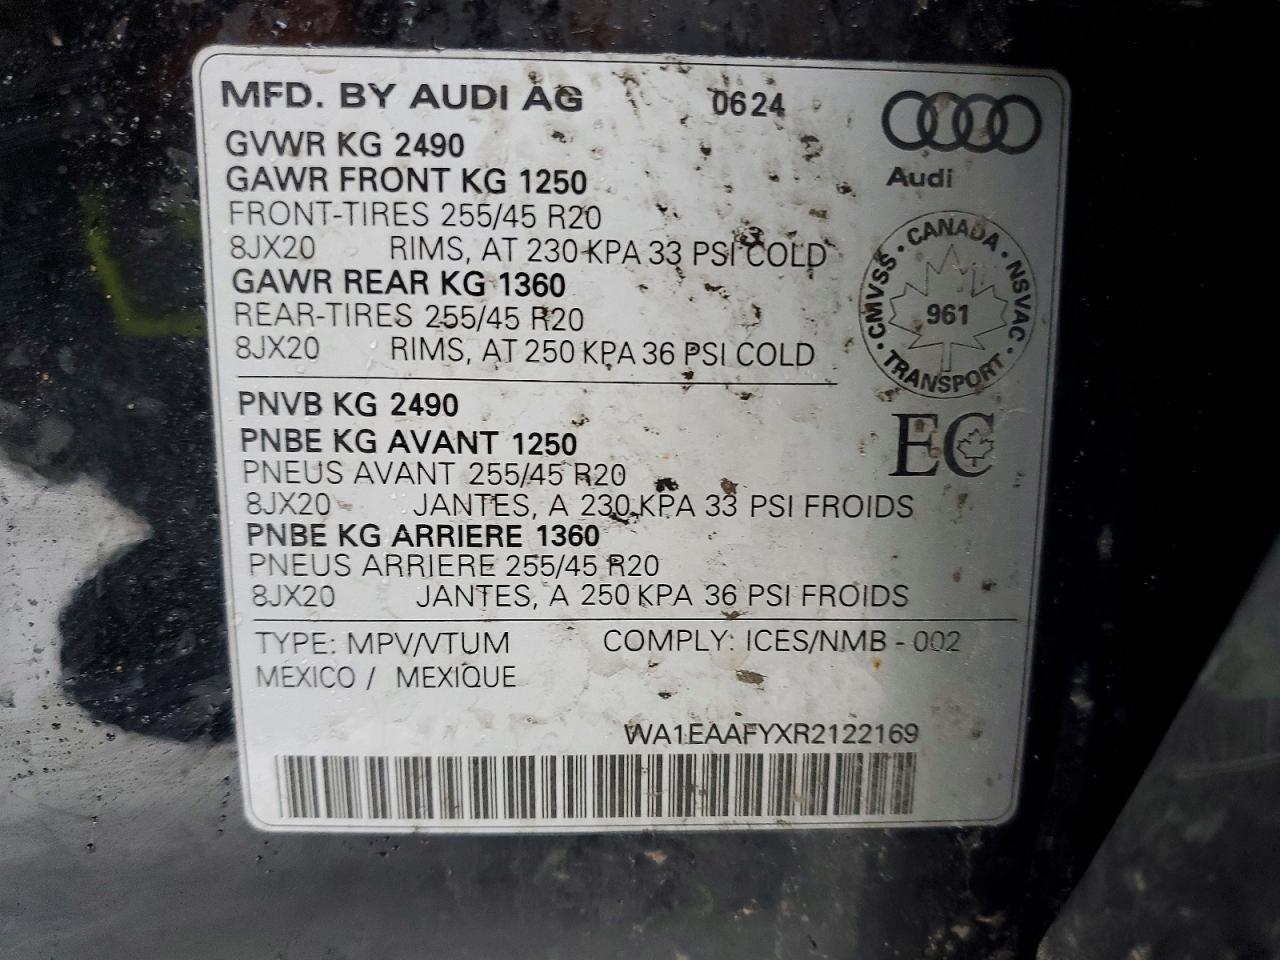 MFD. BY AUDI AG 0624
Audi
GVWR KG 2490
GAWR FRONT KG 1250
FRONT-TIRES 255/45 R20
8JX20 RIMS, AT 230 KPA 33 PSI COLD
GAWR REAR KG 1360
REAR-TIRES 255/45 R20
8JX20 RIMS, AT 250 KPA 36 PSI COLD
CMVSS • CANADA • NSVAC • TRANSPORT •
961
PNVB KG 2490
PNBE KG AVANT 1250
PNEUS AVANT 255/45 R20
8JX20 JANTES, A 230 KPA 33 PSI FROIDS
PNBE KG ARRIERE 1360
PNEUS ARRIERE 255/45 R20
8JX20 JANTES, A 250 KPA 36 PSI FROIDS
EC
TYPE: MPV/VTUM COMPLY: ICES/NMB - 002
MEXICO / MEXIQUE
WA1EAAFYXR2122169